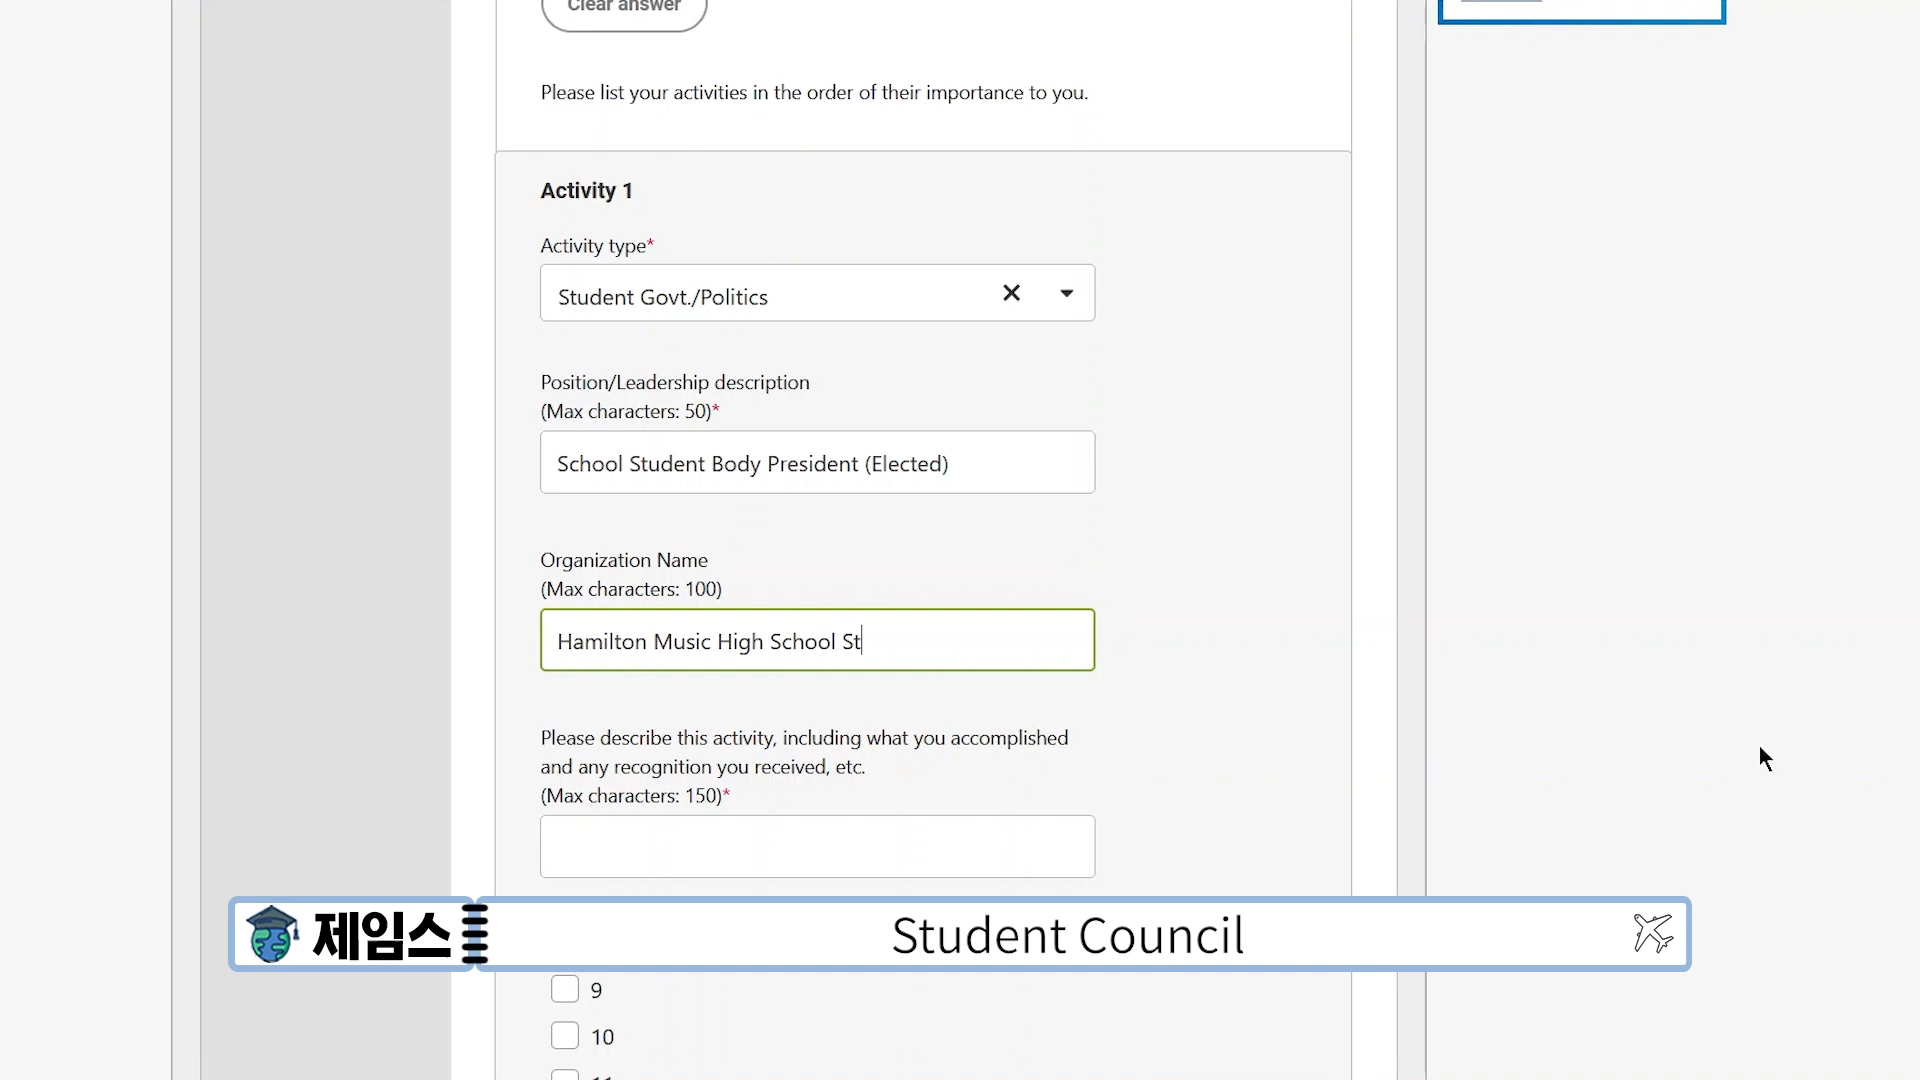 Clear answer
Please list your activities in the order of their importance to you.
Activity 1
Activity type*
Student Govt./Politics
Position/Leadership description
(Max characters: 50)*
School Student Body President (Elected)
Organization Name
(Max characters: 100)
Hamilton Music High School St
Please describe this activity, including what you accomplished
and any recognition you received, etc.
(Max characters: 150)*
제임스
Student Council
9
10